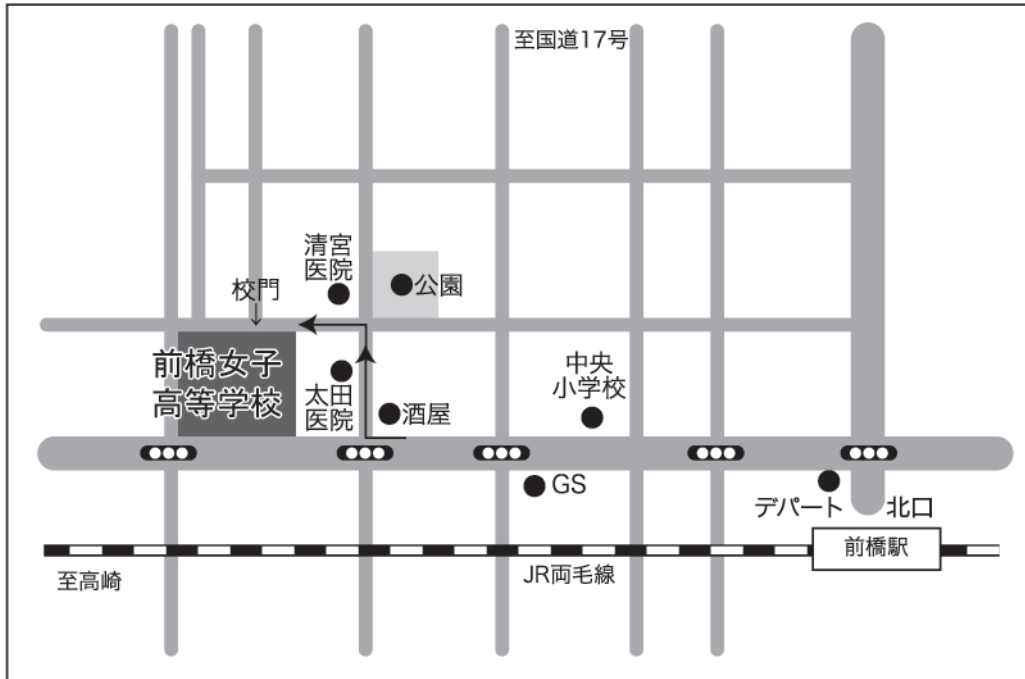 至国道17号
清宮
医院
公園
校門
↓
前橋女子
高等学校
太田
医院
酒屋
中央
小学校
GS
デパート
北口
前橋駅
JR両毛線
至高崎